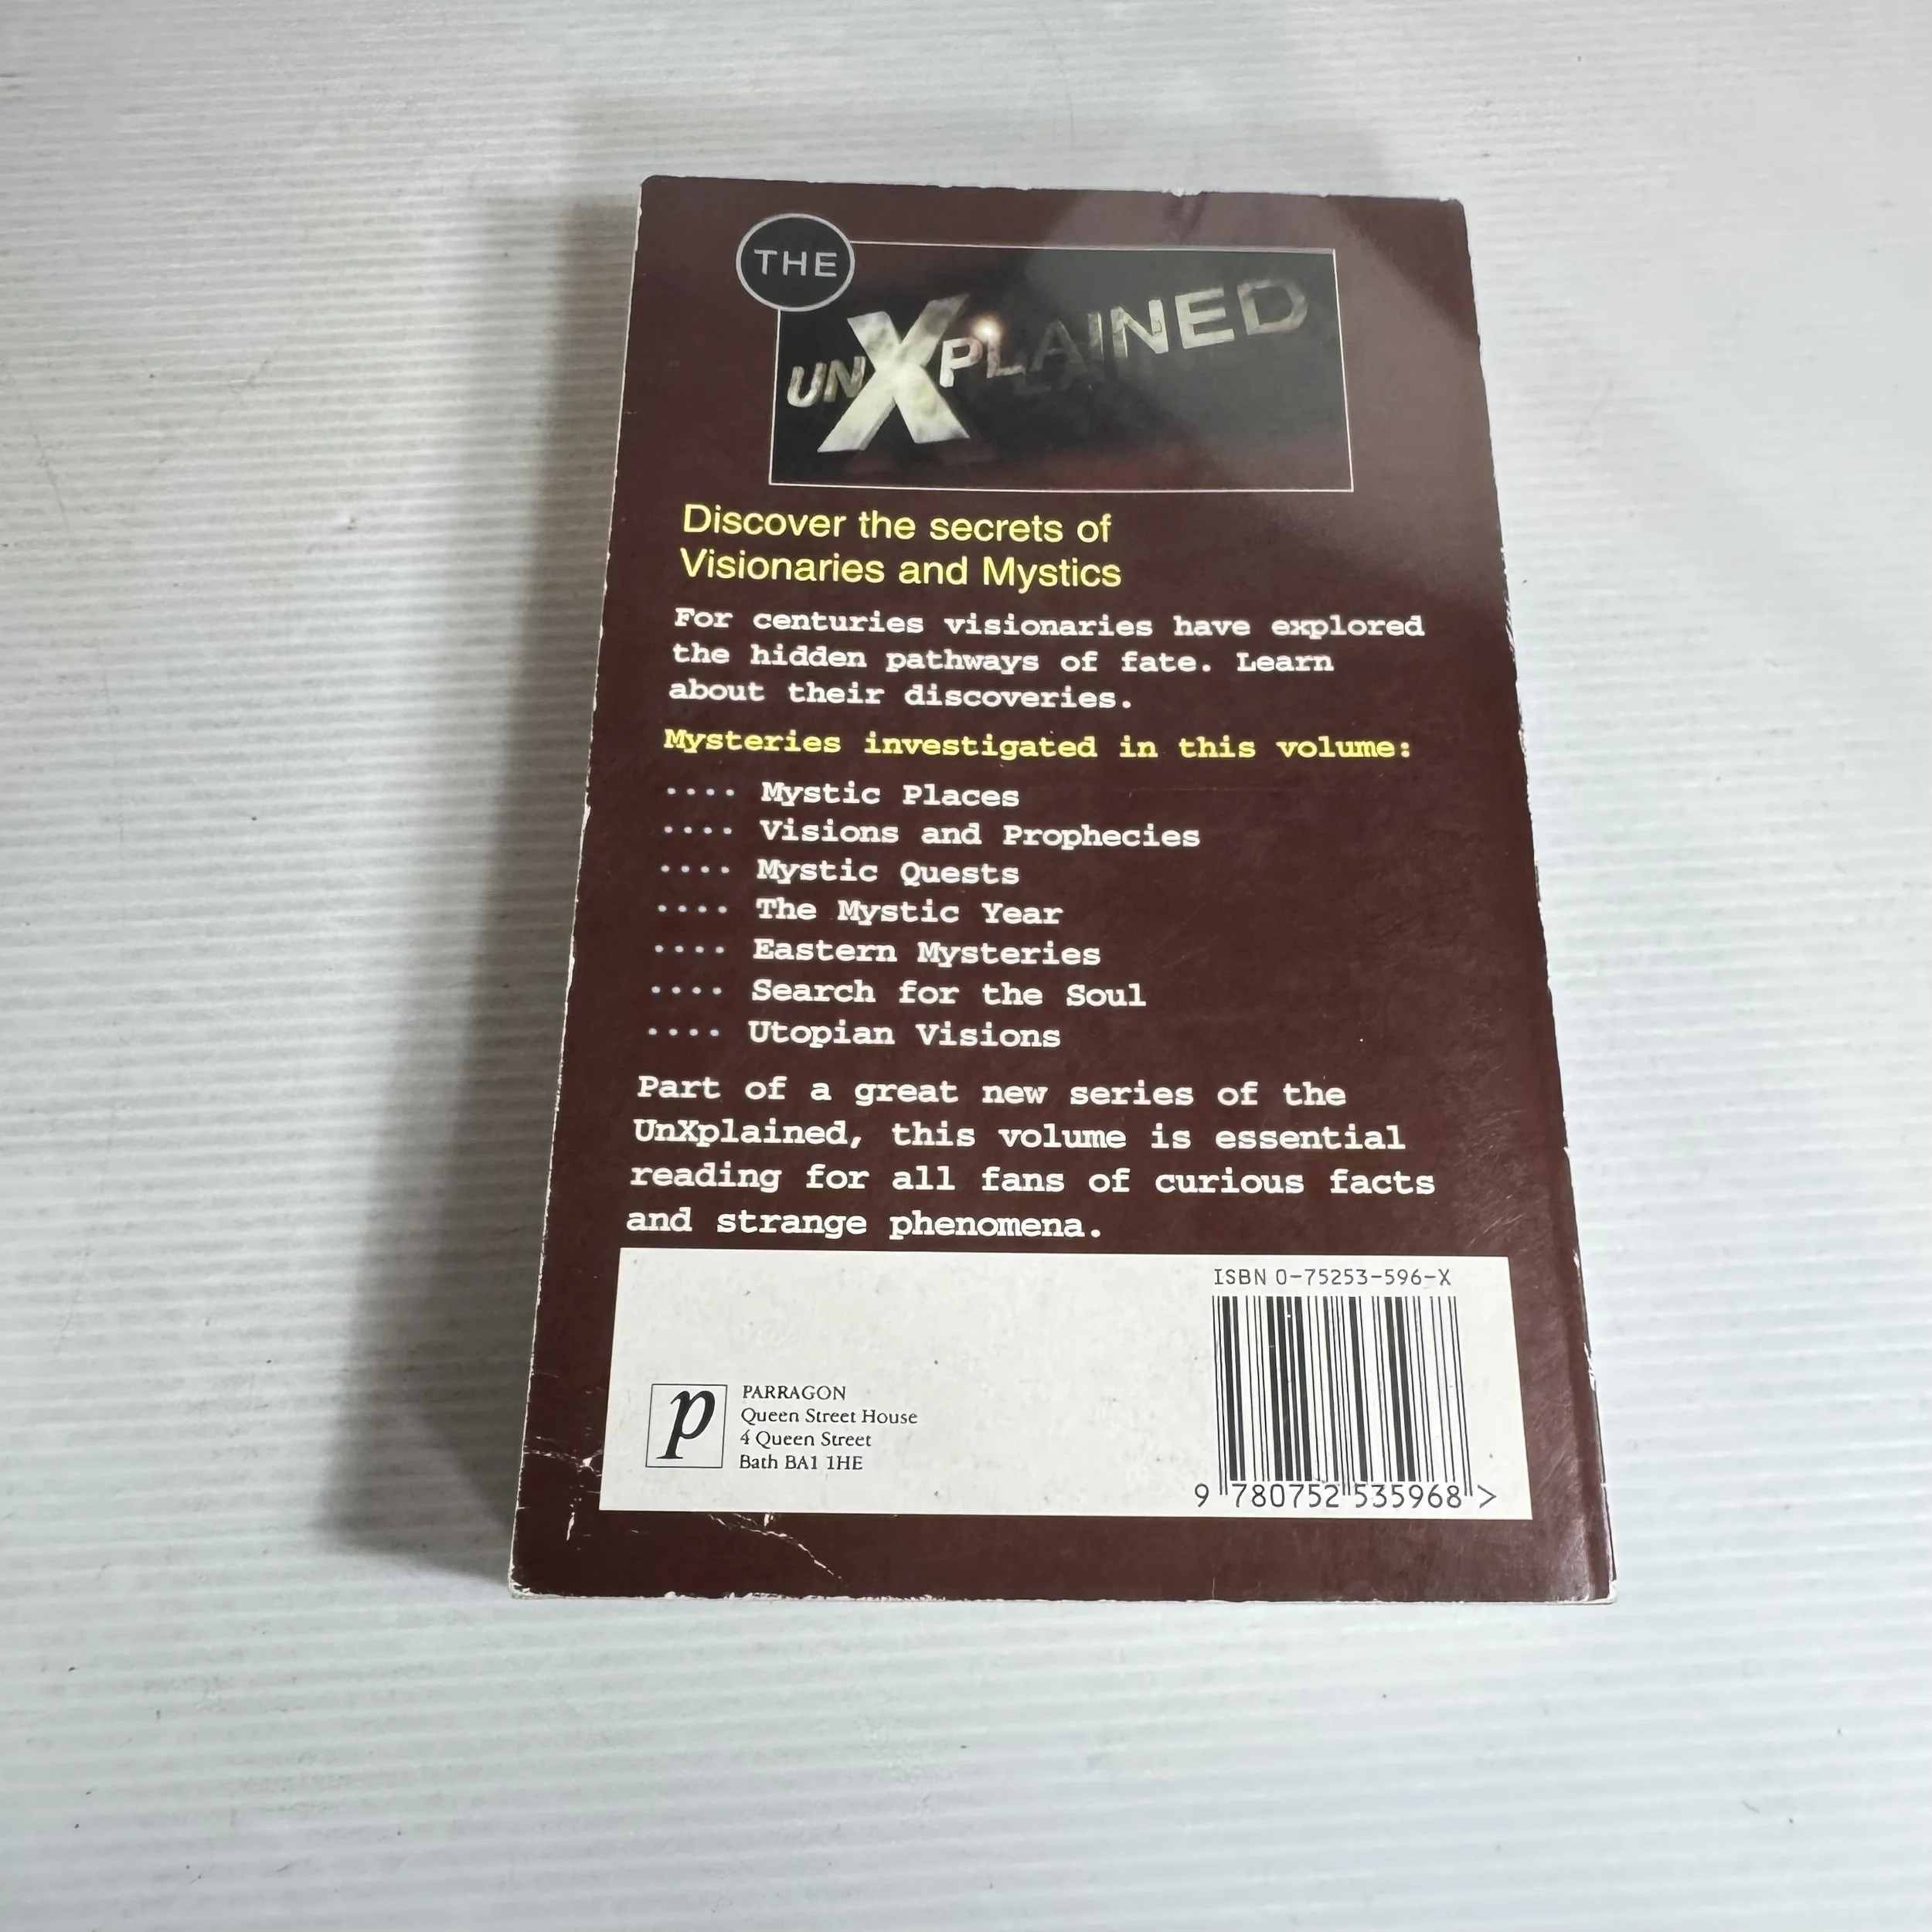 THE
UNXPLAINED
Discover the secrets of
Visionaries and Mystics
For centuries visionaries have explored
the hidden pathways of fate. Learn
about their discoveries.
Mysteries investigated in this volume:
.... Mystic Places
.... Visions and Prophecies
.... Mystic Quests
.... The Mystic Year
.... Eastern Mysteries
.... Search for the Soul
.... Utopian Visions
Part of a great new series of the
UnXplained, this volume is essential
reading for all fans of curious facts
and strange phenomena.
ISBN 0-75253-596-X
p
PARRAGON
Queen Street House
4 Queen Street
Bath BA1 1HE
9 780752 535968 >